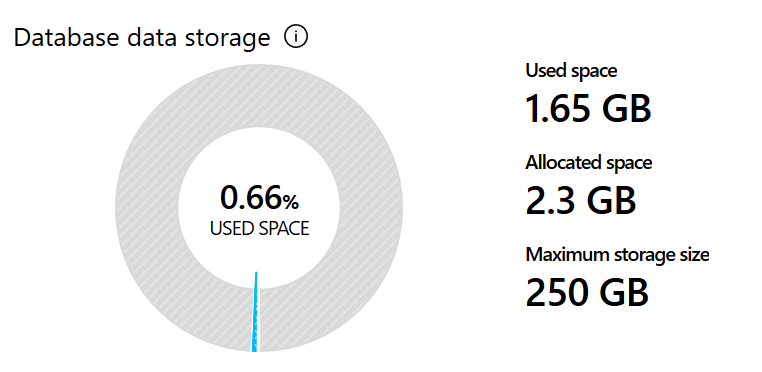 Database data storage
0.66%
USED SPACE
Used space
1.65 GB
Allocated space
2.3 GB
Maximum storage size
250 GB